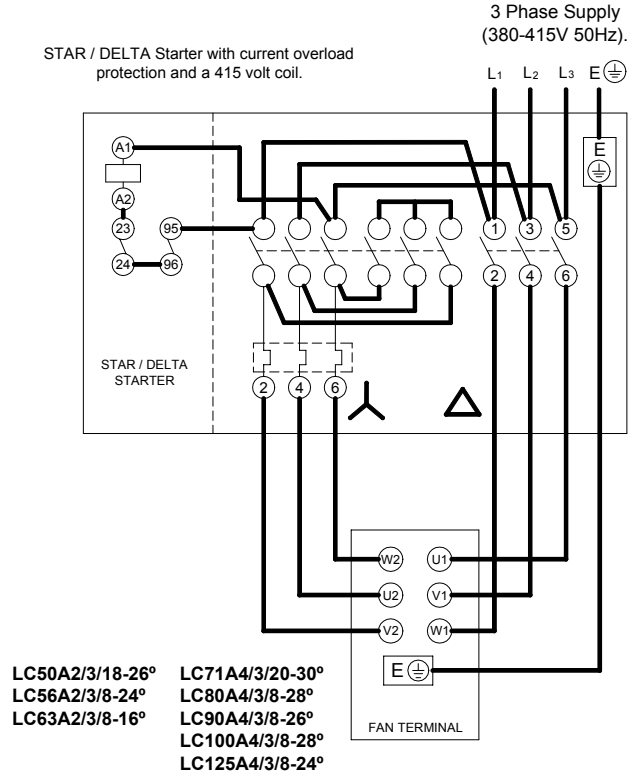 3 Phase Supply
(380-415V 50Hz).
STAR / DELTA Starter with current overload
protection and a 415 volt coil.
L1 L2 L3 E
A1
E
A2
23 95 1 3 5
24 96 2 4 6
STAR / DELTA
STARTER
2 4 6
W2 U1
U2 V1
V2 W1
E
FAN TERMINAL
LC50A2/3/18-26º LC71A4/3/20-30º
LC56A2/3/8-24º LC80A4/3/8-28º
LC63A2/3/8-16º LC90A4/3/8-26º
LC100A4/3/8-28º
LC125A4/3/8-24º